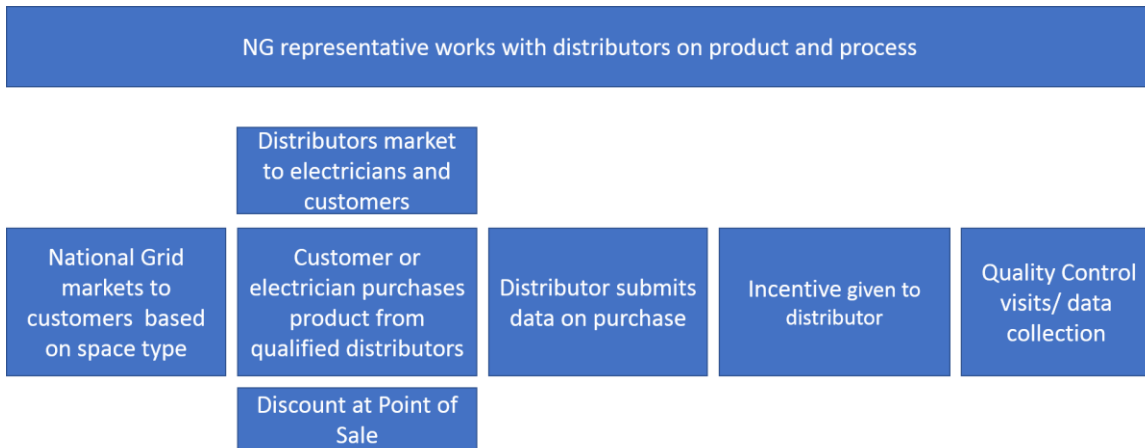 NG representative works with distributors on product and process
Distributors market
to electricians and
customers
National Grid
markets to
customers based
on space type
Customer or
electrician purchases
product from
qualified distributors
Distributor submits
data on purchase
Incentive given to
distributor
Quality Control
visits/ data
collection
Discount at Point of
Sale